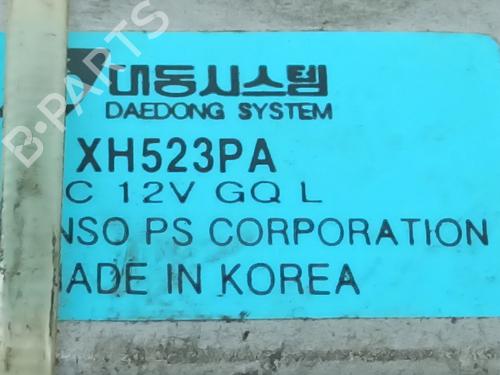 대동시스템
DAEDONG SYSTEM
XH523PA
C 12V GQ L
NSO PS CORPORATION
ADE IN KOREA
B-PARTS